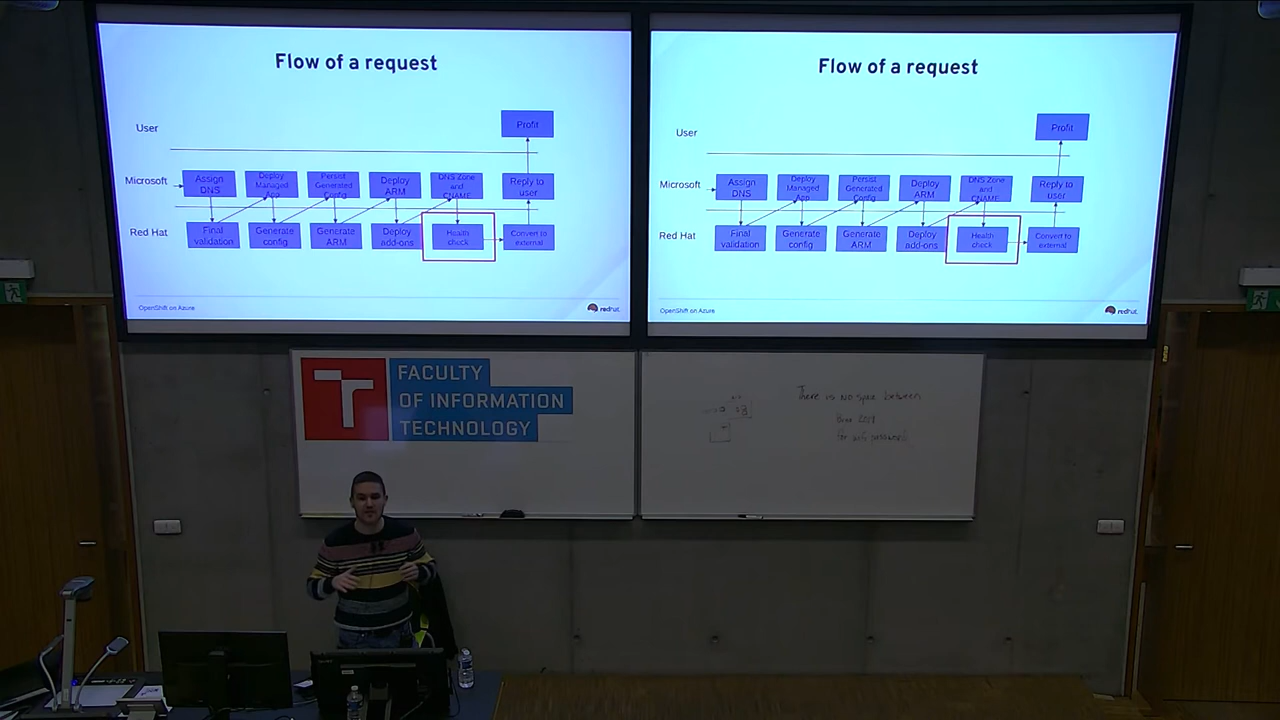 Flow of a request
User
Profit
Microsoft
Assign
DNS
Deploy
Managed
App
Persist
Generated
Config
Deploy
ARM
DNS Zone
and
CNAME
Reply to
user
Red Hat
Final
validation
Generate
config
Generate
ARM
Deploy
add-ons
Health
check
Convert to
external
OpenShift on Azure
redhat
Flow of a request
User
Profit
Microsoft
Assign
DNS
Deploy
Managed
App
Persist
Generated
Config
Deploy
ARM
DNS Zone
and
CNAME
Reply to
user
Red Hat
Final
validation
Generate
config
Generate
ARM
Deploy
add-ons
Health
check
Convert to
external
OpenShift on Azure
redhat
T
FACULTY
OF INFORMATION
TECHNOLOGY
There is no space between
for wifi password